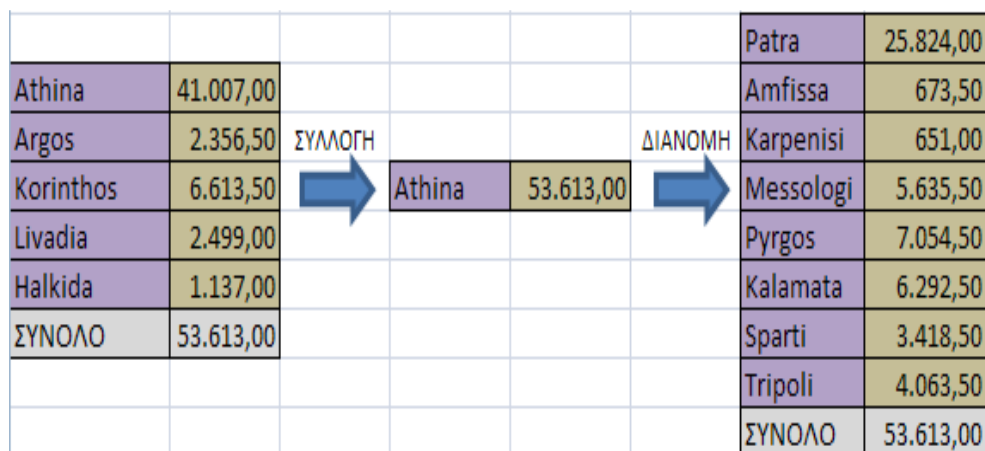 Patra 25.824,00
Athina 41.007,00 Amfissa 673,50
Argos 2.356,50 ΣΥΛΛΟΓΗ ΔΙΑΝΟΜΗ Karpenisi 651,00
Korinthos 6.613,50 Athina 53.613,00 Messologi 5.635,50
Livadia 2.499,00 Pyrgos 7.054,50
Halkida 1.137,00 Kalamata 6.292,50
ΣΥΝΟΛΟ 53.613,00 Sparti 3.418,50
Tripoli 4.063,50
ΣΥΝΟΛΟ 53.613,00